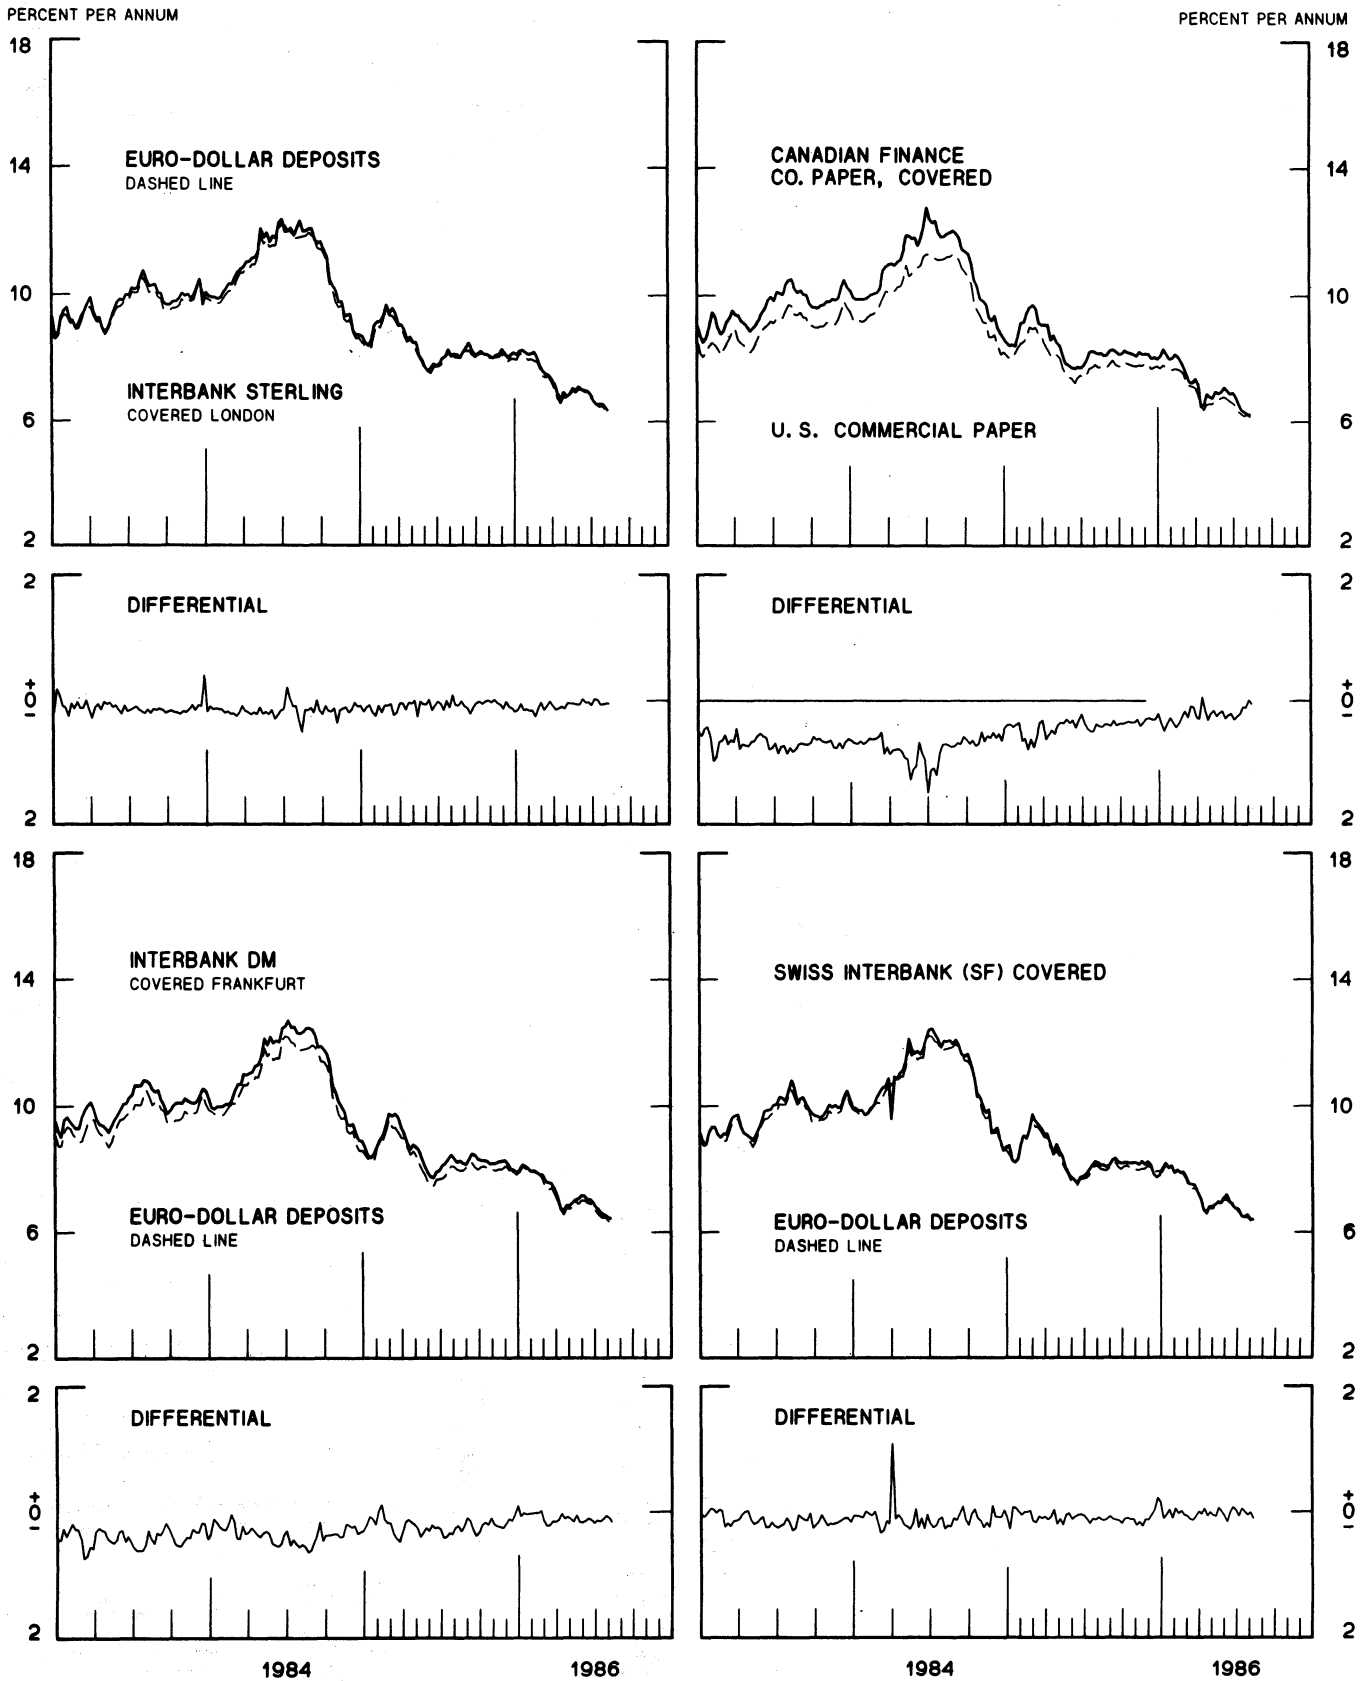 PERCENT PER ANNUM
PERCENT PER ANNUM
18
14
10
6
2
EURO-DOLLAR DEPOSITS
DASHED LINE
INTERBANK STERLING
COVERED LONDON
18
14
10
6
2
CANADIAN FINANCE
CO. PAPER, COVERED
U.S. COMMERCIAL PAPER
2
+
0
−
2
DIFFERENTIAL
2
+
0
−
2
DIFFERENTIAL
18
14
10
6
2
INTERBANK DM
COVERED FRANKFURT
EURO-DOLLAR DEPOSITS
DASHED LINE
18
14
10
6
2
SWISS INTERBANK (SF) COVERED
EURO-DOLLAR DEPOSITS
DASHED LINE
2
+
0
−
2
DIFFERENTIAL
2
+
0
−
2
DIFFERENTIAL
1984
1986
1984
1986